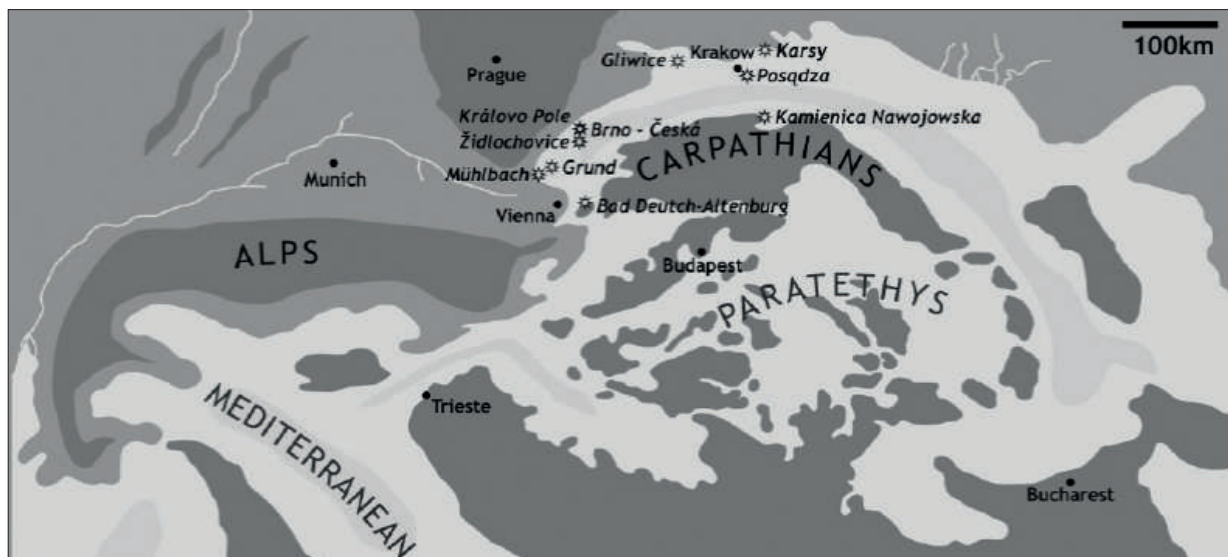 100km
Gliwice
Krakow
Karsy
Posądza
Prague
Kamienica Nawojowska
Královo Pole
Brno - Česká
Židlochovice
Mühlbach
Grund
CARPATHIANS
Munich
Vienna
Bad Deutch-Altenburg
ALPS
Budapest
PARATETHYS
MEDITERRANEAN
Trieste
Bucharest